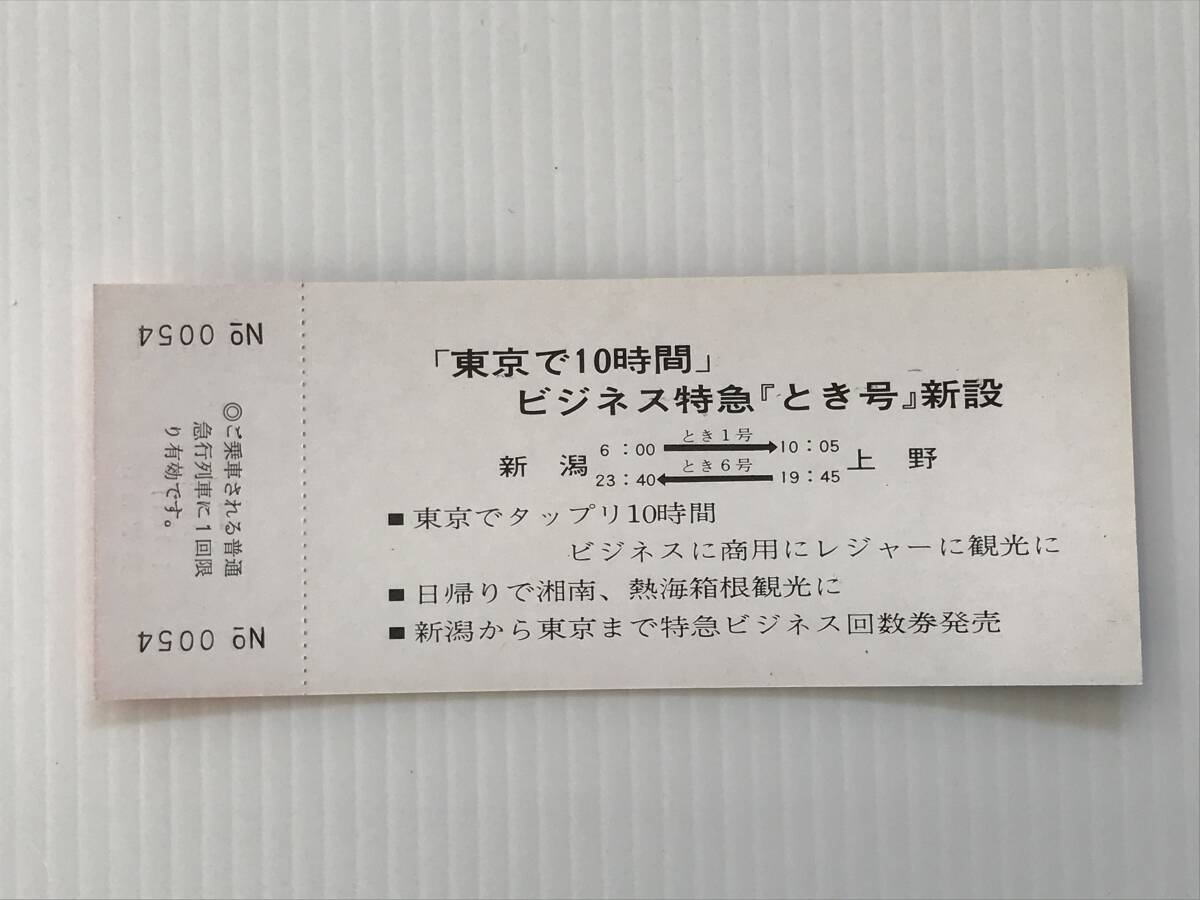 「東京で10時間」
ビジネス特急『とき号』新設
新潟 6:00 とき1号 10:05 上野
23:40 とき6号 19:45
■ 東京でタップリ10時間
ビジネスに商用にレジャーに観光に
■ 日帰りで湘南、熱海箱根観光に
■ 新潟から東京まで特急ビジネス回数券発売
№ 0054
◎ご乗車される普通
急行列車に1回限
り有効です。
№ 0054